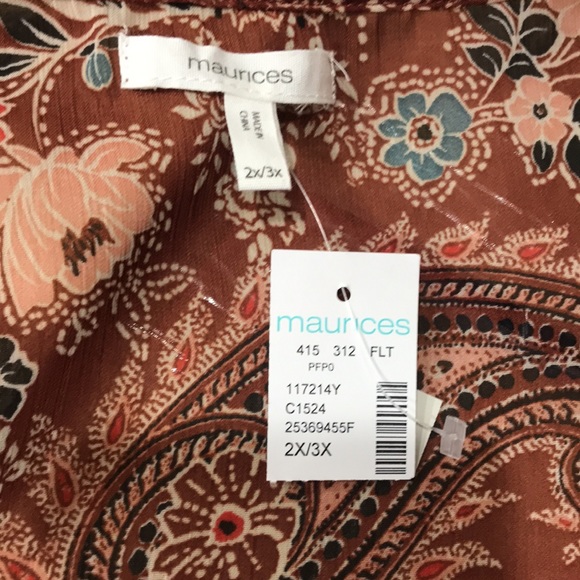 maurices
MADE IN
CHINA
2x/3x
maurices
415 312 FLT
PFP0
117214Y
C1524
25369455F
2X/3X